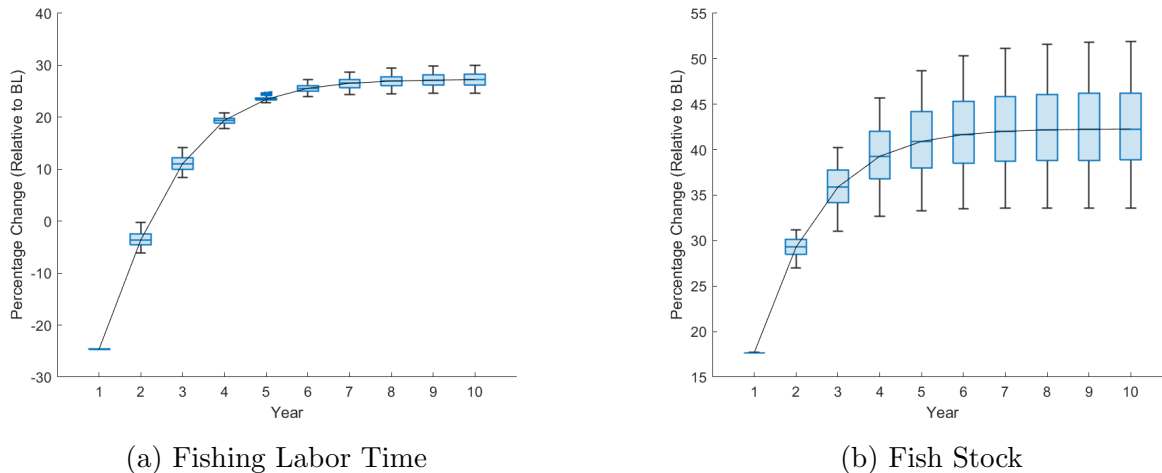 40
30
20
10
0
-10
-20
-30
Percentage Change (Relative to BL)
1 2 3 4 5 6 7 8 9 10
Year
(a) Fishing Labor Time
55
50
45
40
35
30
25
20
15
Percentage Change (Relative to BL)
1 2 3 4 5 6 7 8 9 10
Year
(b) Fish Stock